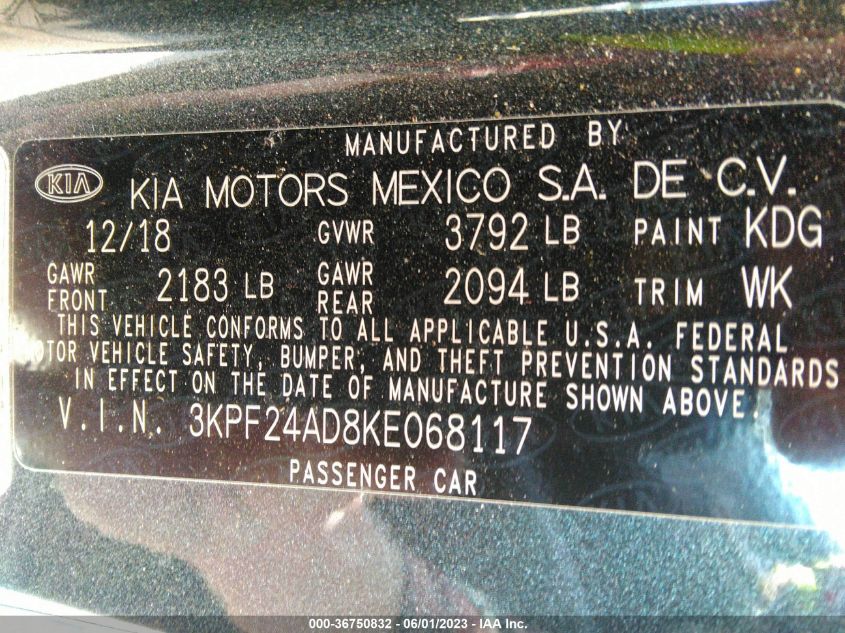 MANUFACTURED BY
KIA KIA MOTORS MEXICO S.A. DE C.V.
12/18 GVWR 3792 LB PAINT KDG
GAWR FRONT 2183 LB GAWR REAR 2094 LB TRIM WK
THIS VEHICLE CONFORMS TO ALL APPLICABLE U.S.A. FEDERAL
MOTOR VEHICLE SAFETY, BUMPER, AND THEFT PREVENTION STANDARDS
IN EFFECT ON THE DATE OF MANUFACTURE SHOWN ABOVE.
V.I.N. 3KPF24AD8KE068117
PASSENGER CAR
000-36750832 - 06/01/2023 - IAA Inc.